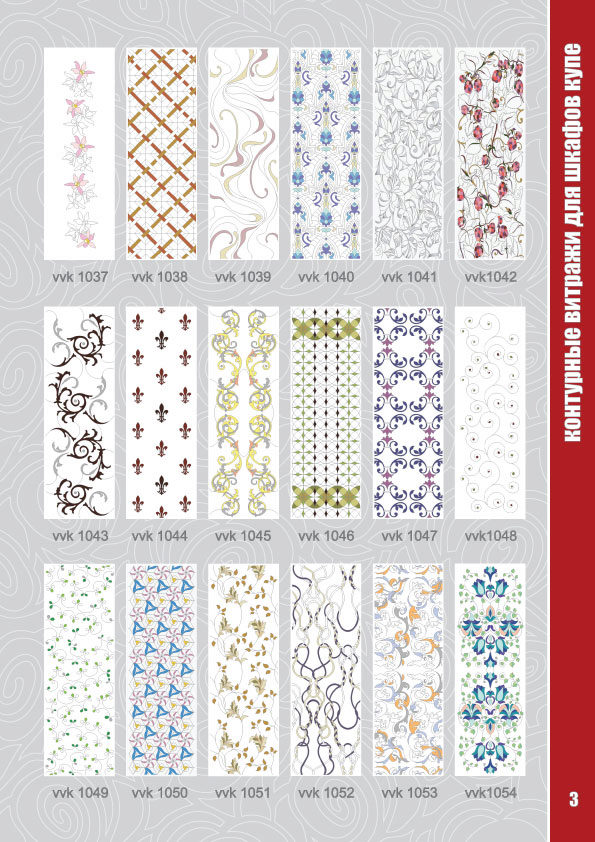 vvk 1037 vvk 1038 vvk 1039 vvk 1040 vvk 1041 vvk1042
vvk 1043 vvk 1044 vvk 1045 vvk 1046 vvk 1047 vvk1048
vvk 1049 vvk 1050 vvk 1051 vvk 1052 vvk 1053 vvk1054
контурные витражи для шкафов купе
3